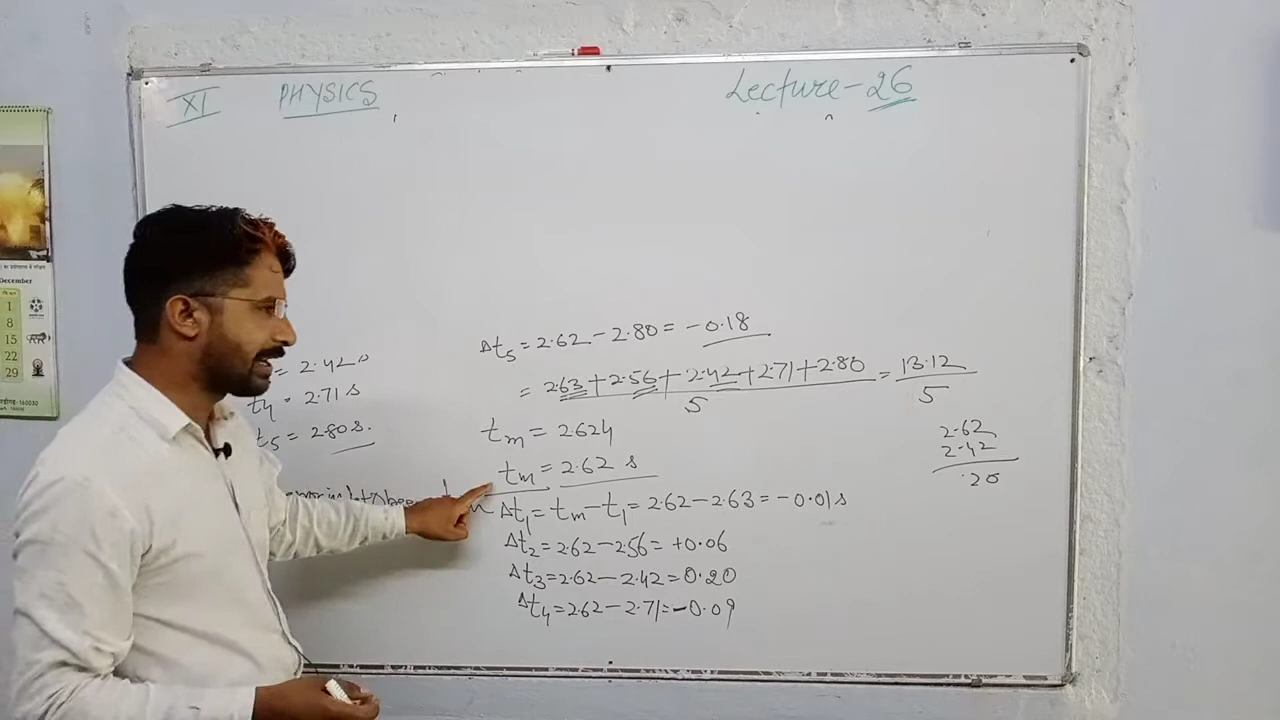 XI PHYSICS Lecture-26
December
1
8
15
22
29
160030
= 2.42 s
t4 = 2.71 s
t5 = 2.80 s.
Δt5 = 2.62 – 2.80 = –0.18
= 2.63 + 2.56 + 2.42 + 2.71 + 2.80 / 5 = 13.12 / 5
tm = 2.624
tm = 2.62 s
Δt1 = tm – t1 = 2.62 – 2.63 = –0.01 s
Δt2 = 2.62 – 2.56 = +0.06
Δt3 = 2.62 – 2.42 = 0.20
Δt4 = 2.62 – 2.71 = –0.09
2.62
2.42
.20